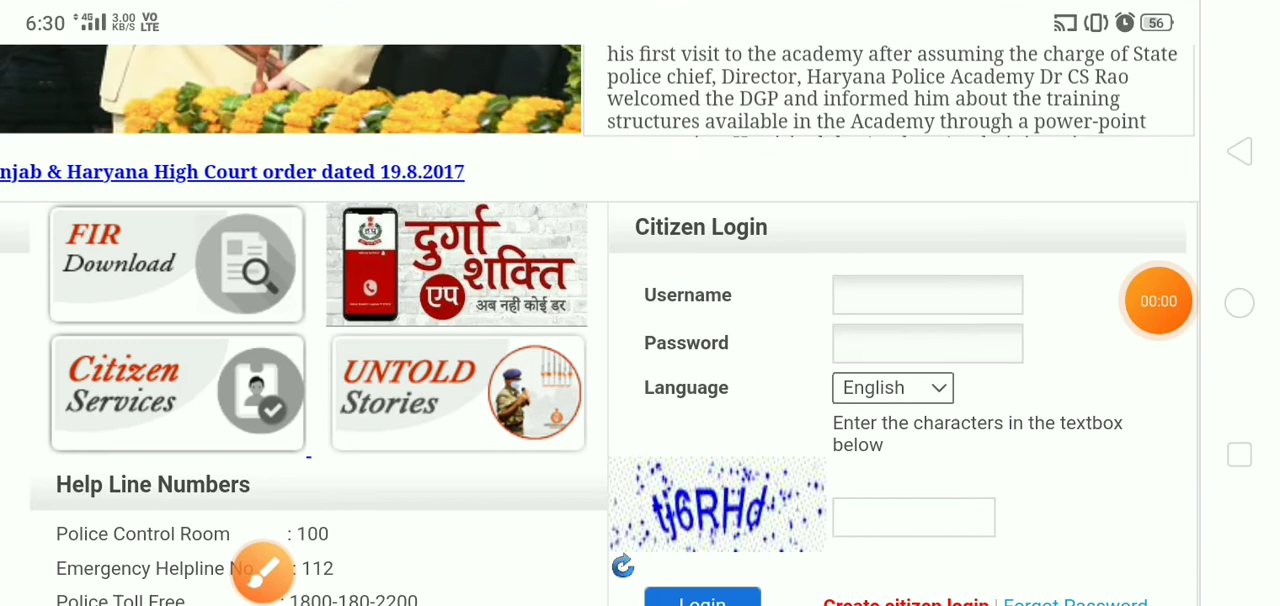 6:30 4G 3.00 KB/S VO LTE 56
his first visit to the academy after assuming the charge of State
police chief, Director, Haryana Police Academy Dr CS Rao
welcomed the DGP and informed him about the training
structures available in the Academy through a power-point
njab & Haryana High Court order dated 19.8.2017
FIR
Download
दुर्गा
शक्ति
एप अब नही कोई डर
Citizen
Services
UNTOLD
Stories
Help Line Numbers
Police Control Room : 100
Emergency Helpline No : 112
Police Toll Free : 1800-180-2200
Citizen Login
Username
Password
Language English
Enter the characters in the textbox
below
tj6RHd
00:00
Login Create citizen login | Forgot Password